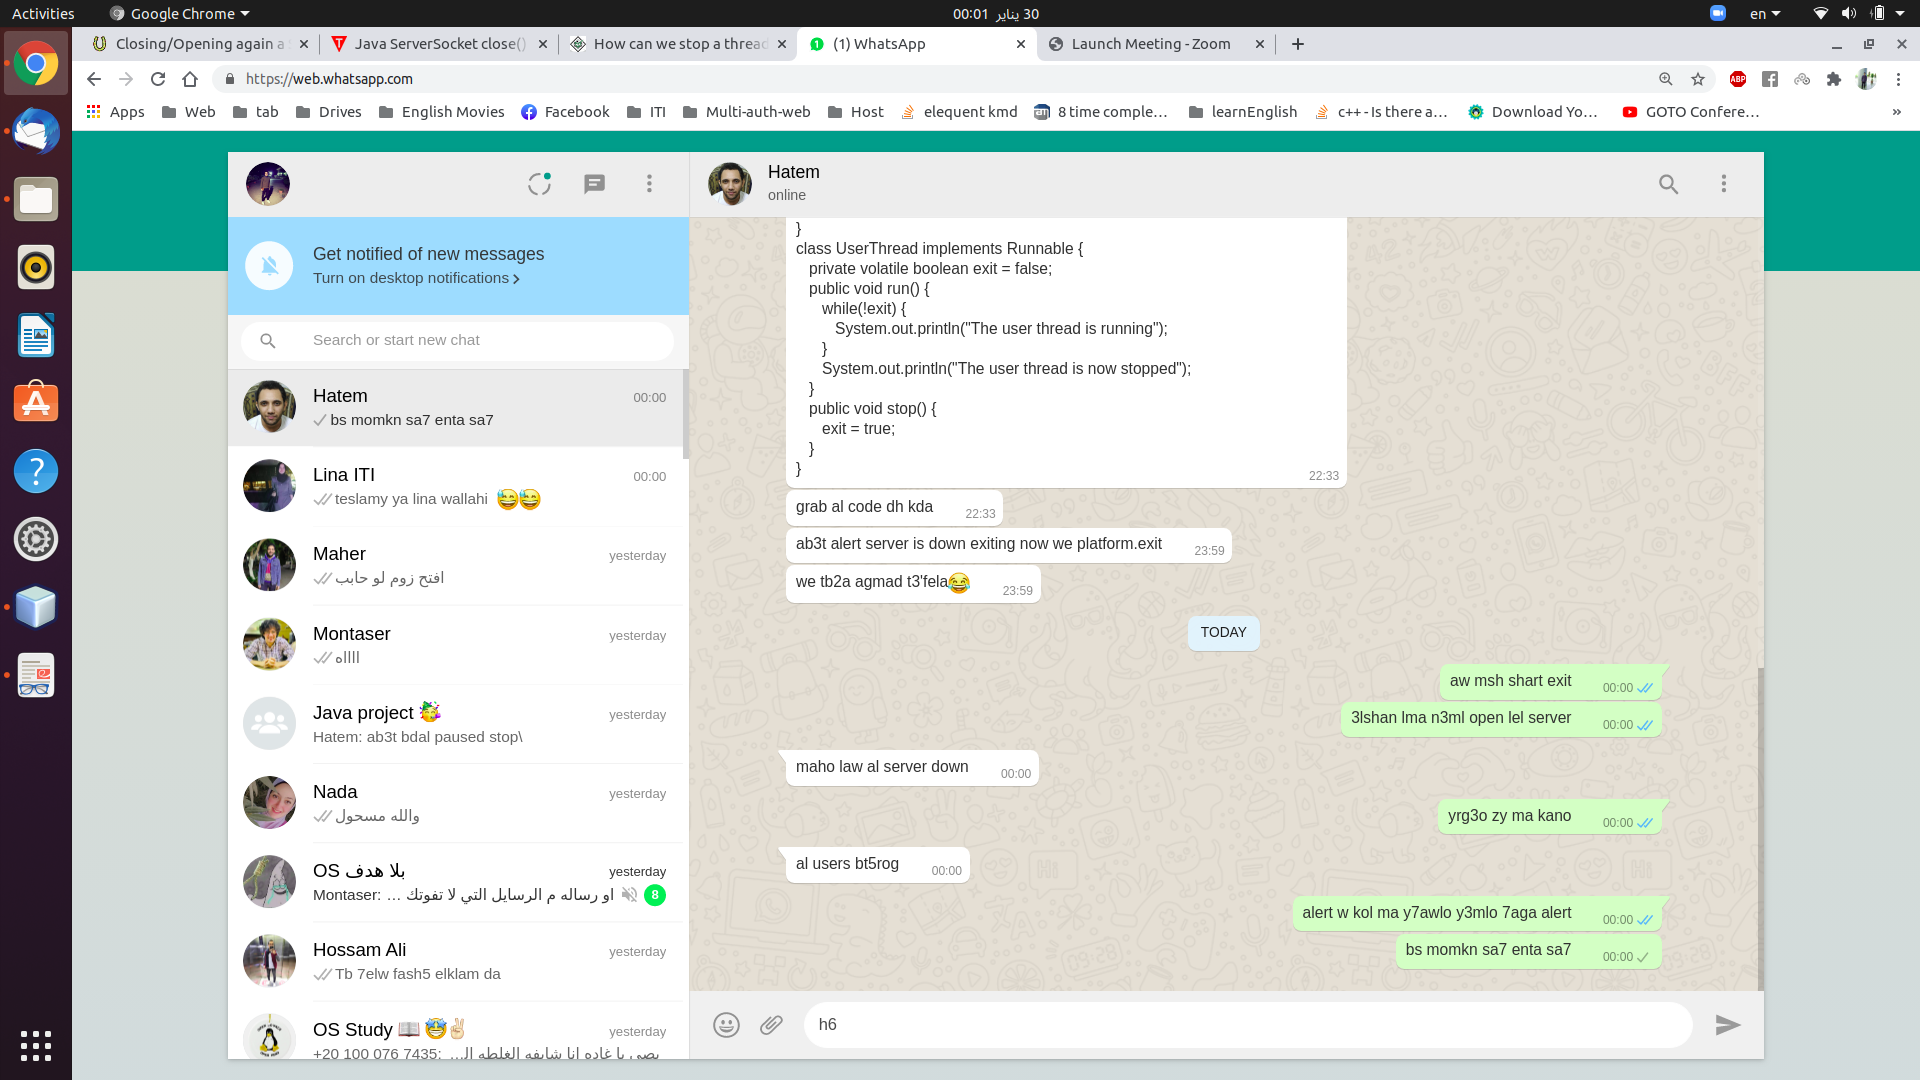 Activities
Google Chrome
30 يناير 00:01
en
Closing/Opening again a
Java ServerSocket close()
How can we stop a thread
(1) WhatsApp
Launch Meeting - Zoom
https://web.whatsapp.com
ABP
Apps
Web
tab
Drives
English Movies
Facebook
ITI
Multi-auth-web
Host
elequent kmd
8 time comple…
learnEnglish
c++ - Is there a…
Download Yo…
GOTO Confere…
»
Get notified of new messages
Turn on desktop notifications
Search or start new chat
Hatem 00:00
bs momkn sa7 enta sa7
Lina ITI 00:00
teslamy ya lina wallahi 😅😅
Maher yesterday
افتح زوم لو حابب
Montaser yesterday
اااااه
Java project 🥳 yesterday
Hatem: ab3t bdal paused stop\
Nada yesterday
والله مسحول
OS بلا هدف yesterday
Montaser: او رساله م الرسايل التي لا تفوتك … 8
Hossam Ali yesterday
Tb 7elw fash5 elklam da
OS Study 📖 🤩✌🏻 yesterday
+20 100 076 7435: بصي يا غاده انا شايفه الغلطه ال…
Hatem
online
}
class UserThread implements Runnable {
private volatile boolean exit = false;
public void run() {
while(!exit) {
System.out.println("The user thread is running");
}
System.out.println("The user thread is now stopped");
}
public void stop() {
exit = true;
}
}
22:33
grab al code dh kda 22:33
ab3t alert server is down exiting now we platform.exit 23:59
we tb2a agmad t3'fela😂 23:59
TODAY
aw msh shart exit 00:00
3lshan lma n3ml open lel server 00:00
maho law al server down 00:00
yrg3o zy ma kano 00:00
al users bt5rog 00:00
alert w kol ma y7awlo y3mlo 7aga alert 00:00
bs momkn sa7 enta sa7 00:00
h6